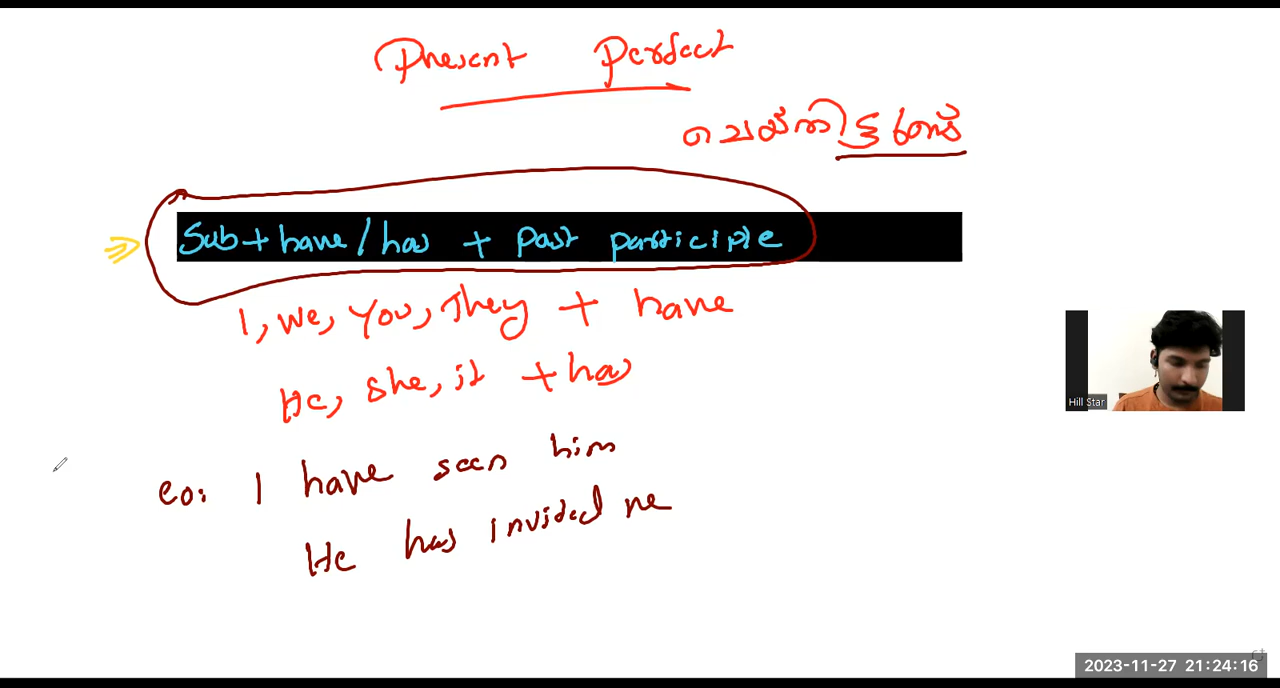 Present Perfect
ചെയ്തിട്ടുണ്ട്
Sub + have / has + past participle
I, we, you, They + have
He, she, it + has
eg: I have seen him
He has invided me
Hill Star
2023-11-27 21:24:16